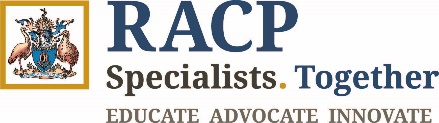 RACP
Specialists. Together
EDUCATE ADVOCATE INNOVATE